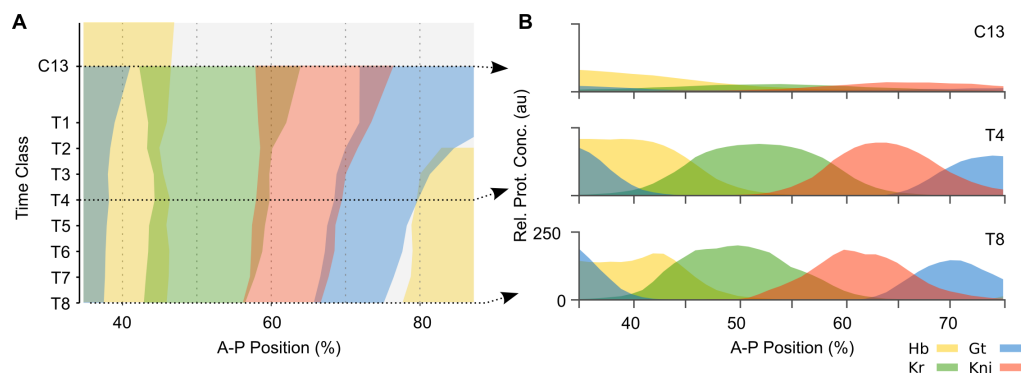 A
C13
T1
T2
T3
T4
T5
T6
T7
T8
Time Class
40 60 80
A-P Position (%)
B
C13
T4
T8
Rel. Prot. Conc. (au)
250
0
40 50 60 70
A-P Position (%)
Hb Gt
Kr Kni